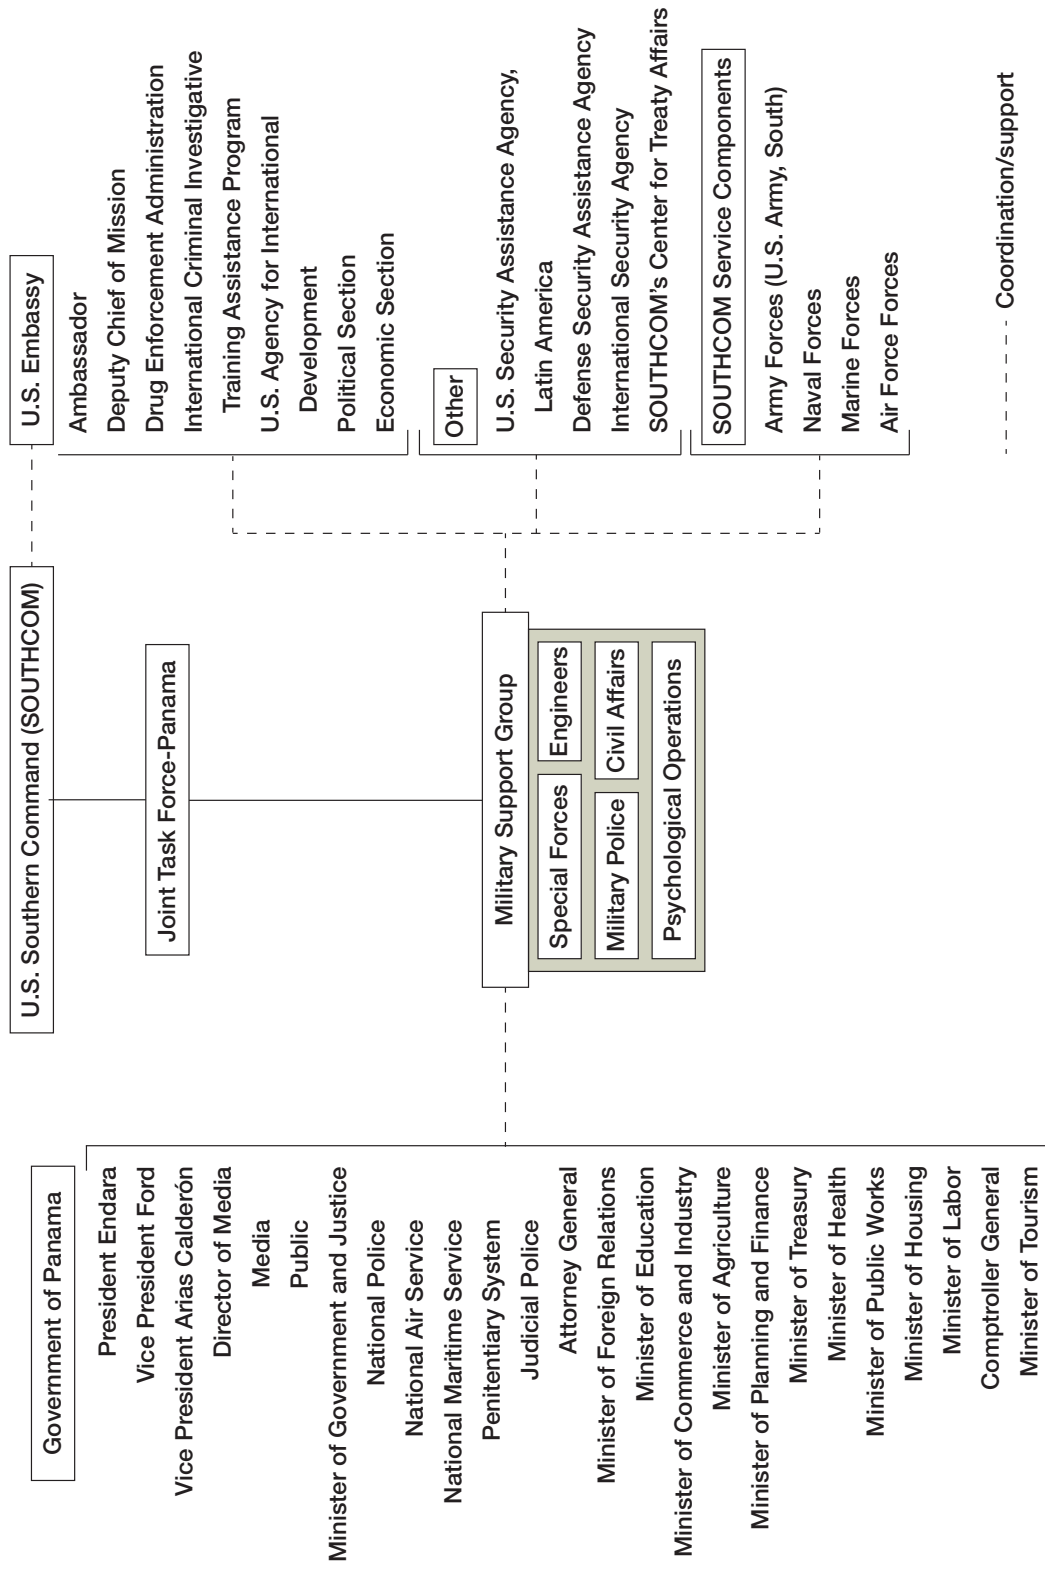 U.S. Southern Command (SOUTHCOM)
U.S. Embassy
Joint Task Force-Panama
Military Support Group
Special Forces
Engineers
Military Police
Civil Affairs
Psychological Operations
Government of Panama
President Endara
Vice President Ford
Vice President Arias Calderón
Director of Media
Media
Public
Minister of Government and Justice
National Police
National Air Service
National Maritime Service
Penitentiary System
Judicial Police
Attorney General
Minister of Foreign Relations
Minister of Education
Minister of Commerce and Industry
Minister of Agriculture
Minister of Planning and Finance
Minister of Treasury
Minister of Health
Minister of Public Works
Minister of Housing
Minister of Labor
Comptroller General
Minister of Tourism
Ambassador
Deputy Chief of Mission
Drug Enforcement Administration
International Criminal Investigative
Training Assistance Program
U.S. Agency for International
Development
Political Section
Economic Section
Other
U.S. Security Assistance Agency,
Latin America
Defense Security Assistance Agency
International Security Agency
SOUTHCOM's Center for Treaty Affairs
SOUTHCOM Service Components
Army Forces (U.S. Army, South)
Naval Forces
Marine Forces
Air Force Forces
Coordination/support